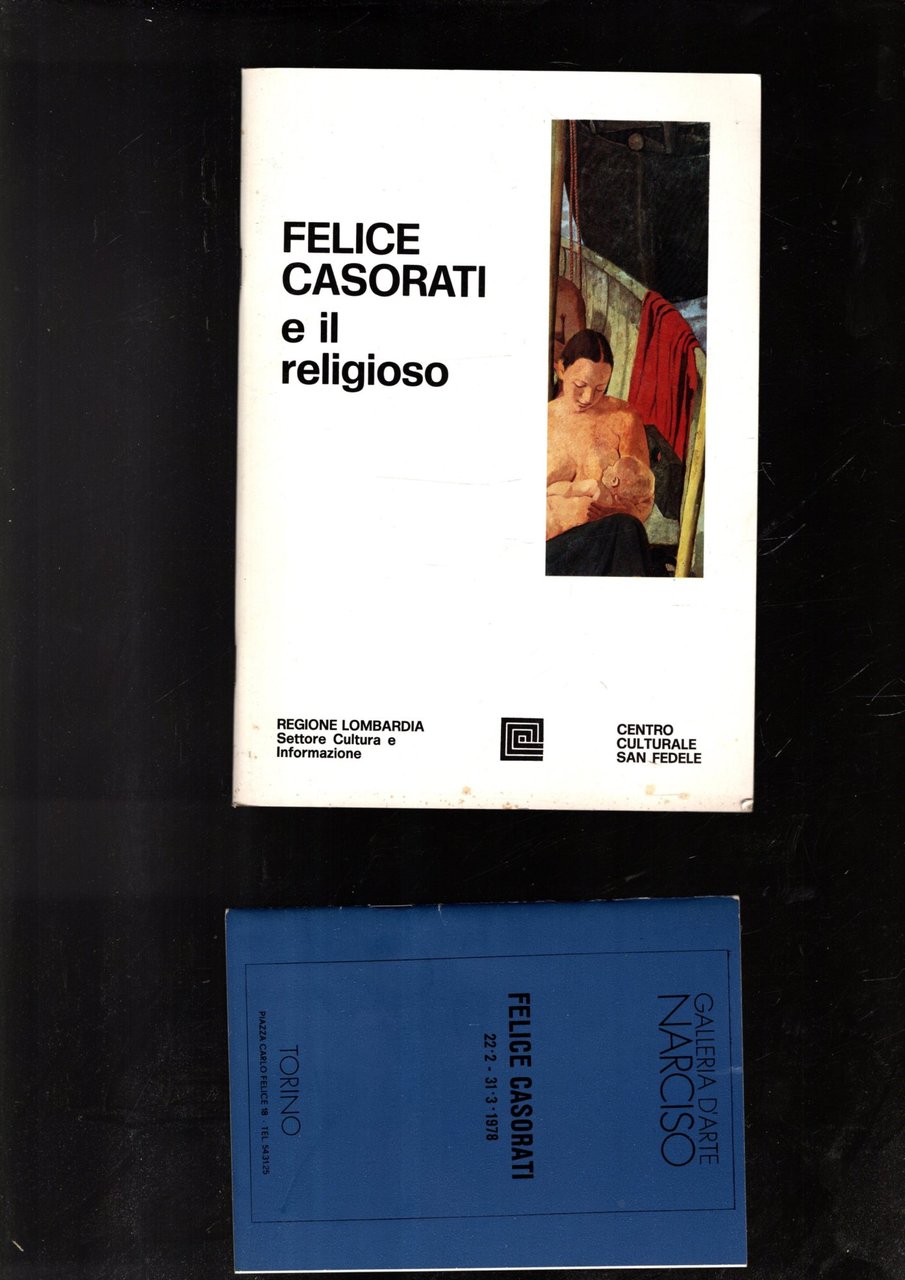 FELICE
CASORATI
e il
religioso
REGIONE LOMBARDIA
Settore Cultura e
Informazione
CENTRO
CULTURALE
SAN FEDELE
GALLERIA D'ARTE
NARCISO
FELICE CASORATI
22·2 - 31·3·1978
TORINO
PIAZZA CARLO FELICE 18 · TEL. 543125